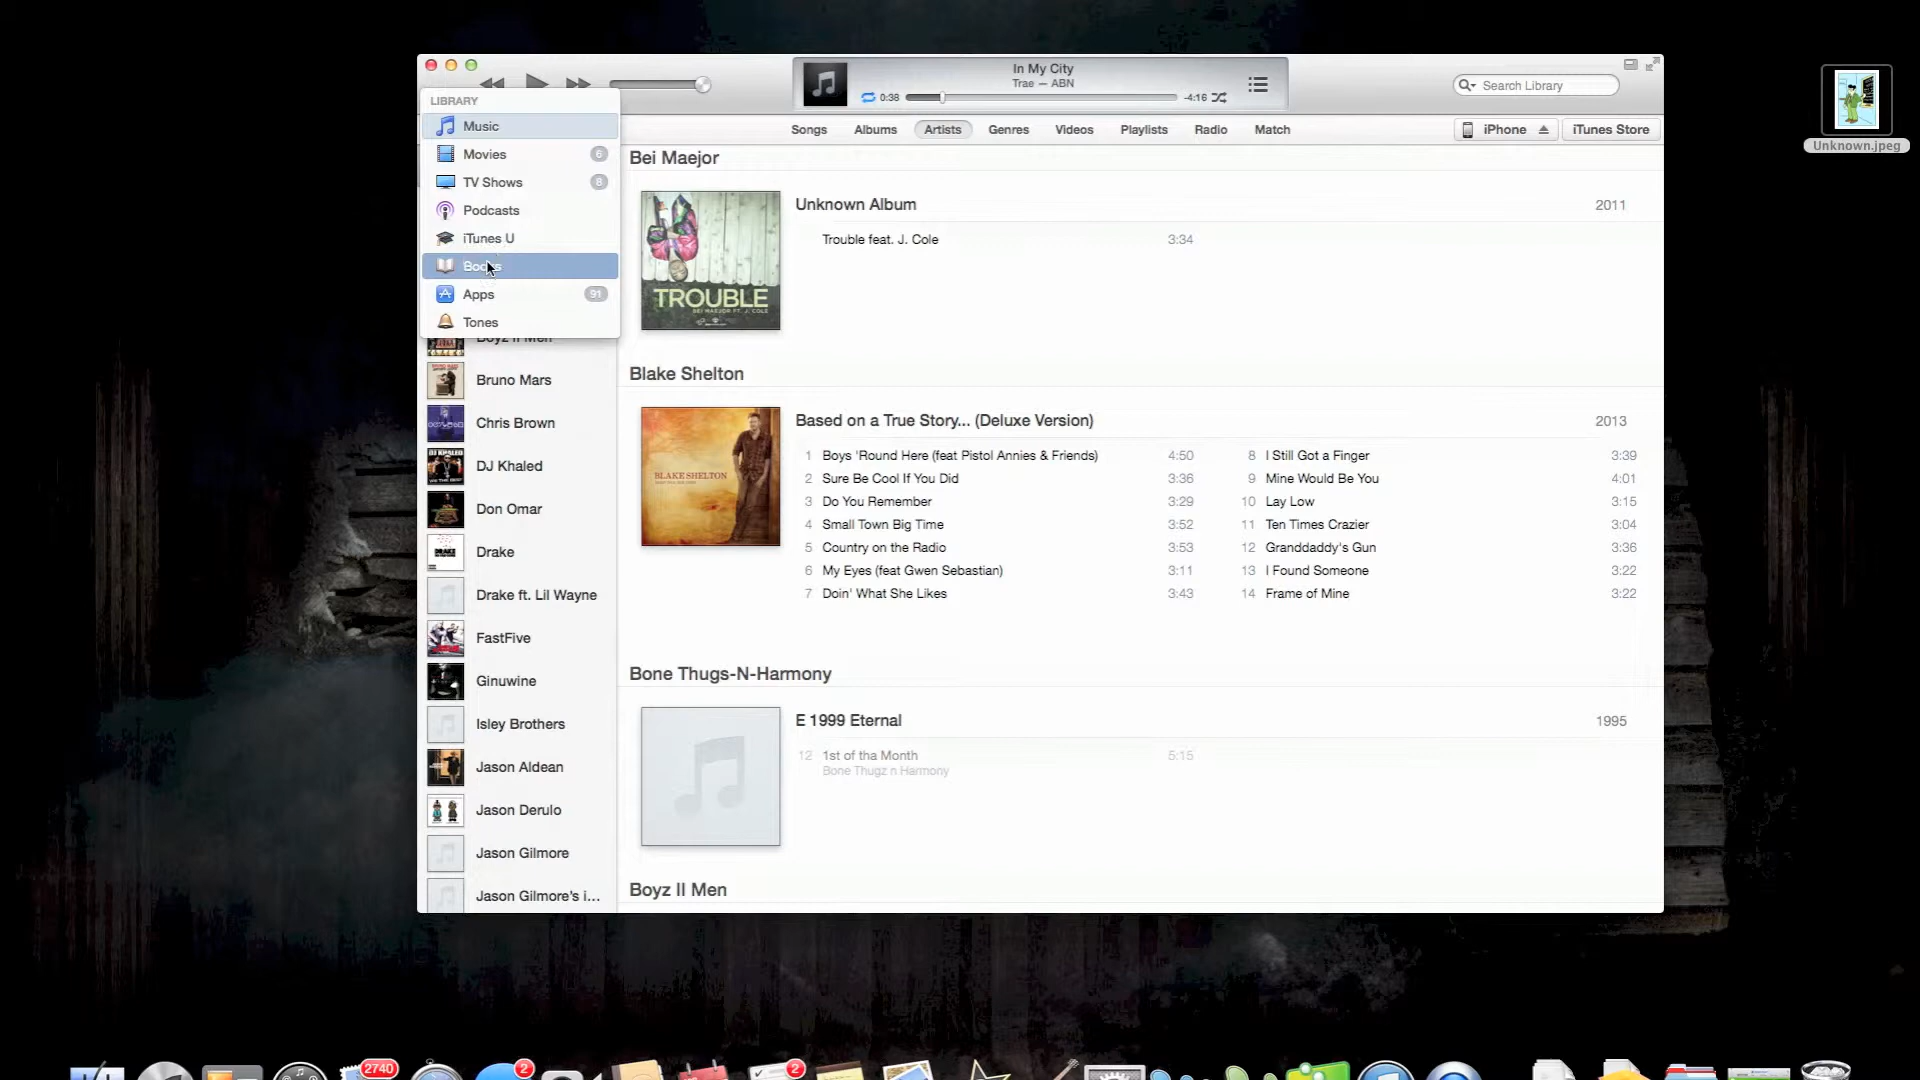 In My City
Trae — ABN
0:38
-4:16
Search Library
LIBRARY
Music
Movies 6
TV Shows 8
Podcasts
iTunes U
Books
Apps 91
Tones
Songs Albums Artists Genres Videos Playlists Radio Match
iPhone
iTunes Store
Bruno Mars
Chris Brown
DJ Khaled
Don Omar
Drake
Drake ft. Lil Wayne
FastFive
Ginuwine
Isley Brothers
Jason Aldean
Jason Derulo
Jason Gilmore
Jason Gilmore's i...
Bei Maejor
TROUBLE
Unknown Album 2011
Trouble feat. J. Cole 3:34
Blake Shelton
BLAKE SHELTON
Based on a True Story... (Deluxe Version) 2013
1 Boys 'Round Here (feat Pistol Annies & Friends) 4:50
2 Sure Be Cool If You Did 3:36
3 Do You Remember 3:29
4 Small Town Big Time 3:52
5 Country on the Radio 3:53
6 My Eyes (feat Gwen Sebastian) 3:11
7 Doin' What She Likes 3:43
8 I Still Got a Finger 3:39
9 Mine Would Be You 4:01
10 Lay Low 3:15
11 Ten Times Crazier 3:04
12 Granddaddy's Gun 3:36
13 I Found Someone 3:22
14 Frame of Mine 3:22
Bone Thugs-N-Harmony
E 1999 Eternal 1995
12 1st of tha Month 5:15
Bone Thugz n Harmony
Boyz II Men
Unknown.jpeg
2740
2
2